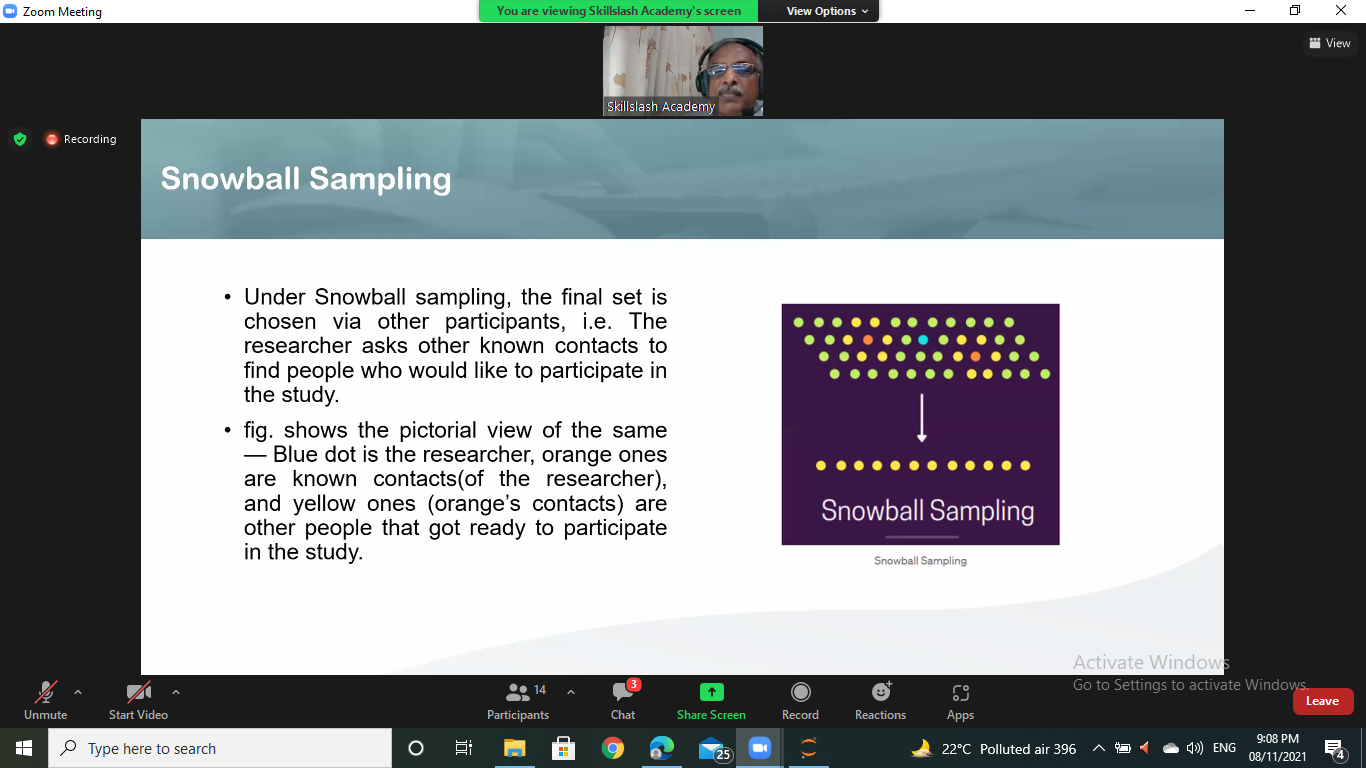 Zoom Meeting
You are viewing Skillslash Academy's screen
View Options
View
Skillslash Academy
Recording
Snowball Sampling
• Under Snowball sampling, the final set is
chosen via other participants, i.e. The
researcher asks other known contacts to
find people who would like to participate in
the study.
• fig. shows the pictorial view of the same
— Blue dot is the researcher, orange ones
are known contacts(of the researcher),
and yellow ones (orange’s contacts) are
other people that got ready to participate
in the study.
Snowball Sampling
Snowball Sampling
Activate Windows
Go to Settings to activate Windows.
Unmute
Start Video
14
Participants
3
Chat
Share Screen
Record
Reactions
Apps
Leave
Type here to search
25
22°C Polluted air 396
ENG
9:08 PM
08/11/2021
4